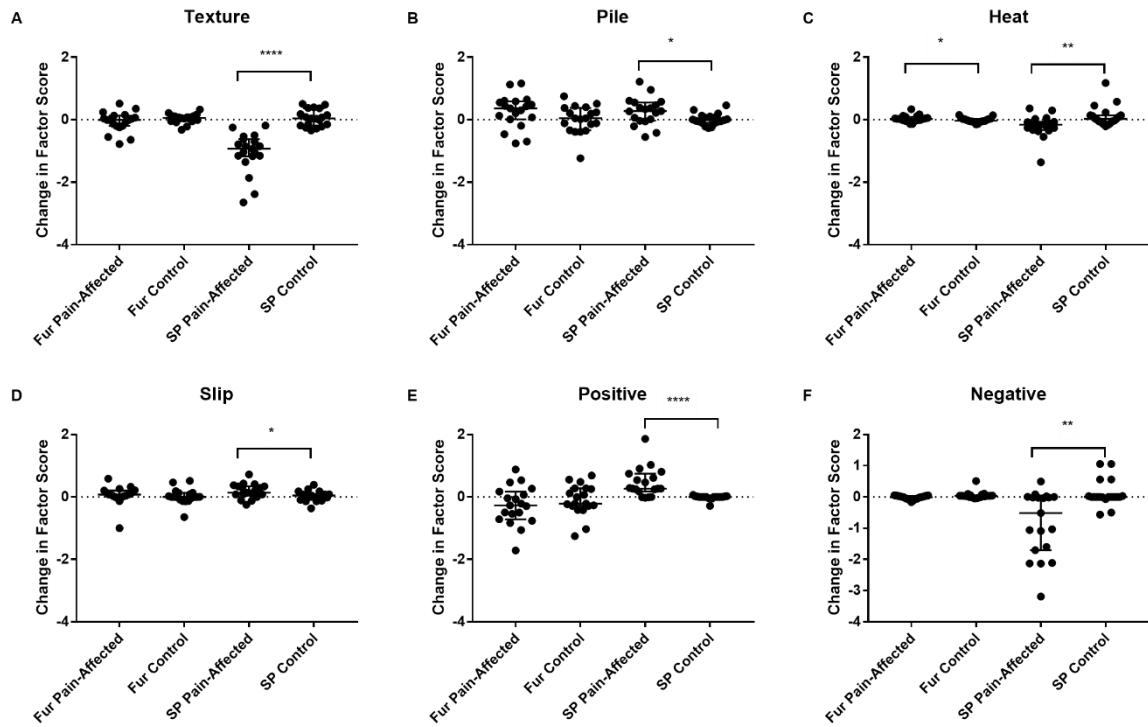 A Texture
Change in Factor Score
2
0
-2
-4
****
Fur Pain-Affected
Fur Control
SP Pain-Affected
SP Control
B Pile
Change in Factor Score
2
0
-2
-4
*
Fur Pain-Affected
Fur Control
SP Pain-Affected
SP Control
C Heat
Change in Factor Score
2
0
-2
-4
*
**
Fur Pain-Affected
Fur Control
SP Pain-Affected
SP Control
D Slip
Change in Factor Score
2
0
-2
-4
*
Fur Pain-Affected
Fur Control
SP Pain-Affected
SP Control
E Positive
Change in Factor Score
2
0
-2
-4
****
Fur Pain-Affected
Fur Control
SP Pain-Affected
SP Control
F Negative
Change in Factor Score
2
1
0
-1
-2
-3
-4
**
Fur Pain-Affected
Fur Control
SP Pain-Affected
SP Control